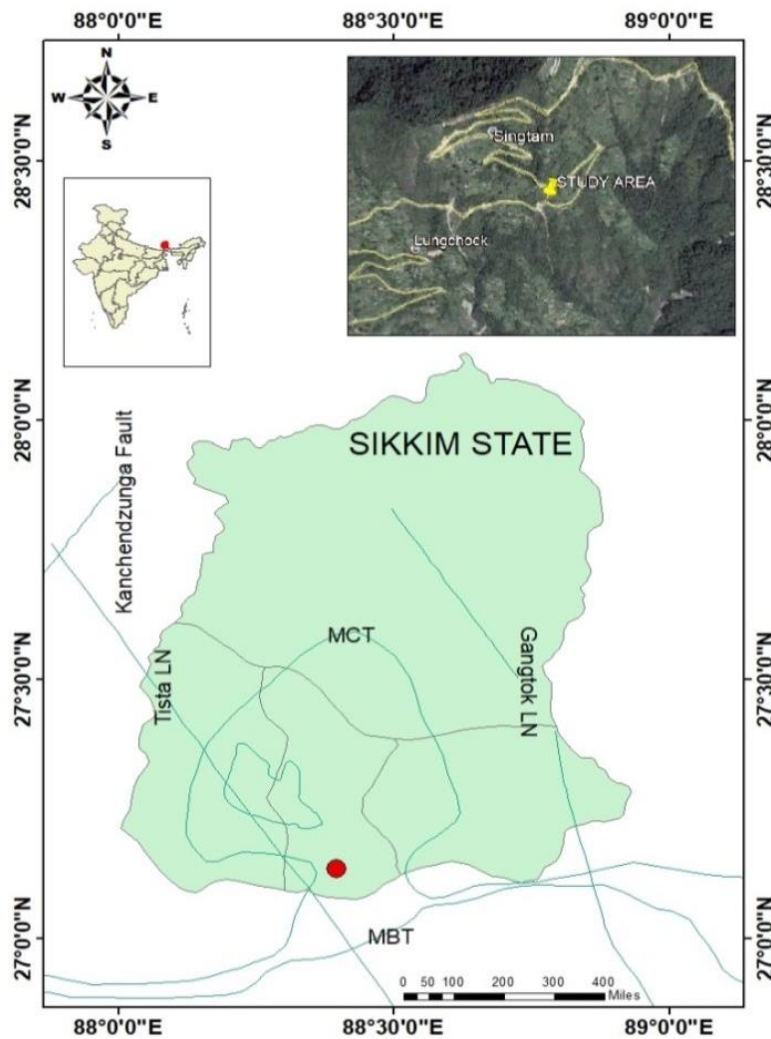 88°0'0"E 88°30'0"E 89°0'0"E
N
W E
S
Singtam
STUDY AREA
Lungchock
28°30'0"N 28°30'0"N
28°0'0"N 28°0'0"N
SIKKIM STATE
Kanchendzunga Fault
MCT
Tista LN
Gangtok LN
27°30'0"N 27°30'0"N
MBT
27°0'0"N 27°0'0"N
0 50 100 200 300 400
Miles
88°0'0"E 88°30'0"E 89°0'0"E